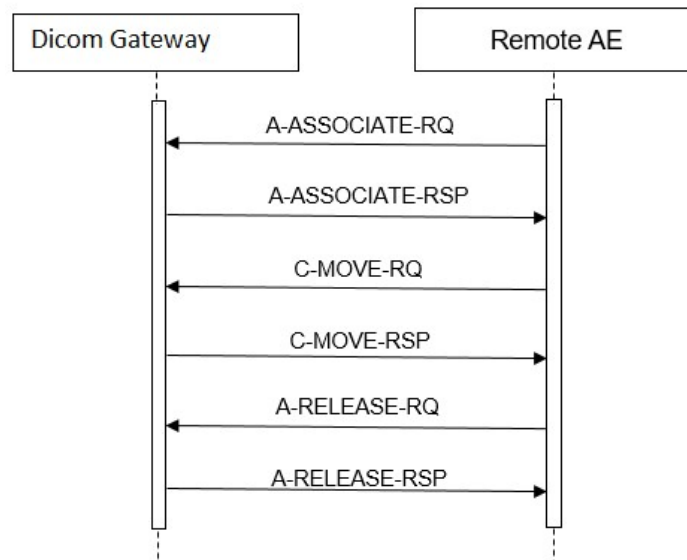 Dicom Gateway
Remote AE
A-ASSOCIATE-RQ
A-ASSOCIATE-RSP
C-MOVE-RQ
C-MOVE-RSP
A-RELEASE-RQ
A-RELEASE-RSP